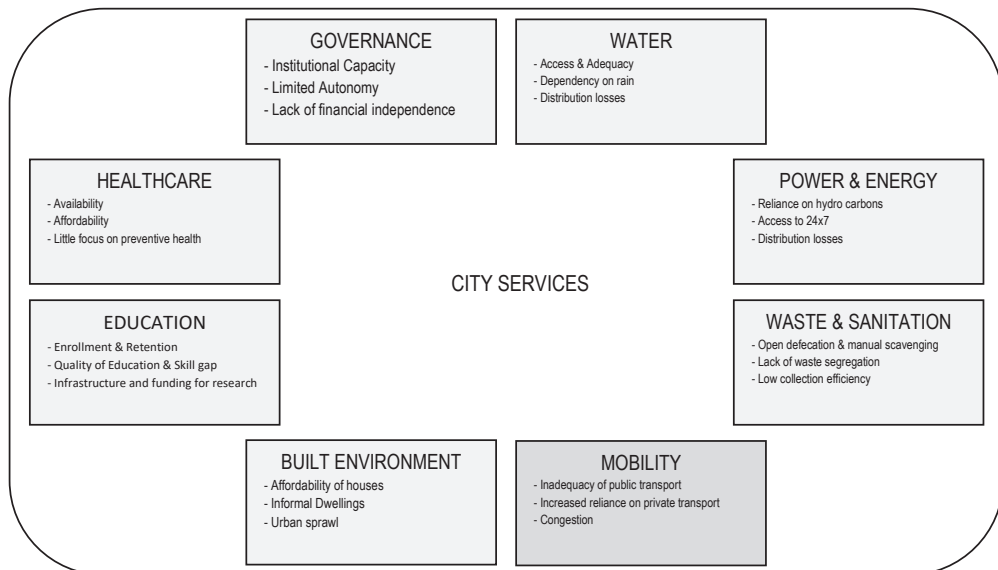 GOVERNANCE
- Institutional Capacity
- Limited Autonomy
- Lack of financial independence
WATER
- Access & Adequacy
- Dependency on rain
- Distribution losses
HEALTHCARE
- Availability
- Affordability
- Little focus on preventive health
POWER & ENERGY
- Reliance on hydro carbons
- Access to 24x7
- Distribution losses
CITY SERVICES
EDUCATION
- Enrollment & Retention
- Quality of Education & Skill gap
- Infrastructure and funding for research
WASTE & SANITATION
- Open defecation & manual scavenging
- Lack of waste segregation
- Low collection efficiency
BUILT ENVIRONMENT
- Affordability of houses
- Informal Dwellings
- Urban sprawl
MOBILITY
- Inadequacy of public transport
- Increased reliance on private transport
- Congestion